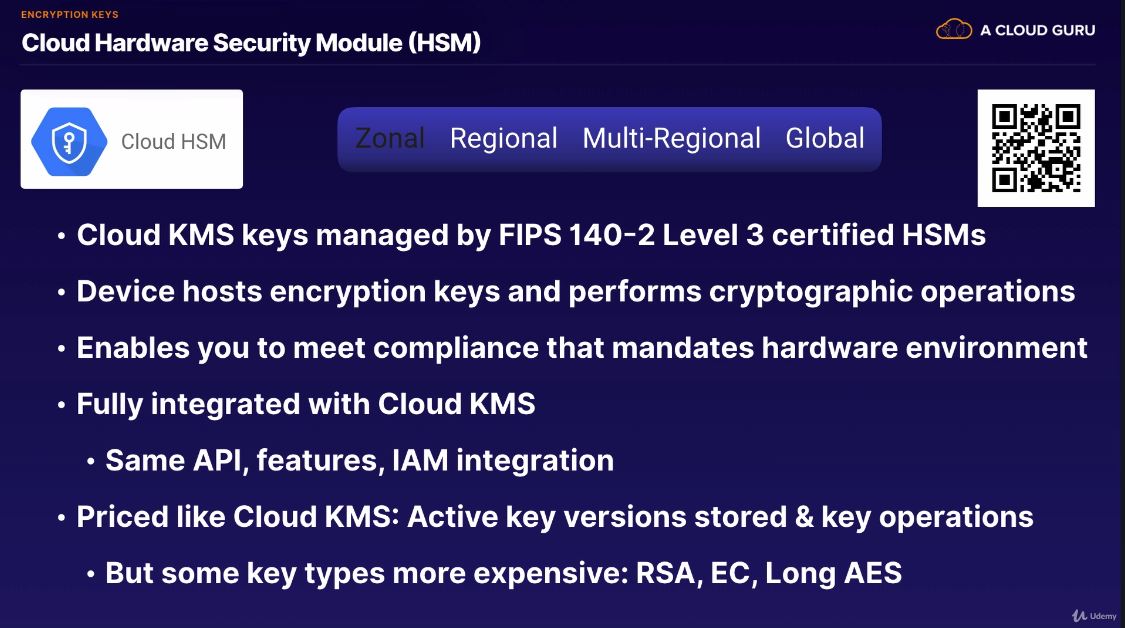 ENCRYPTION KEYS
Cloud Hardware Security Module (HSM)
A CLOUD GURU
Cloud HSM
Zonal Regional Multi-Regional Global
• Cloud KMS keys managed by FIPS 140-2 Level 3 certified HSMs
• Device hosts encryption keys and performs cryptographic operations
• Enables you to meet compliance that mandates hardware environment
• Fully integrated with Cloud KMS
• Same API, features, IAM integration
• Priced like Cloud KMS: Active key versions stored & key operations
• But some key types more expensive: RSA, EC, Long AES
Udemy